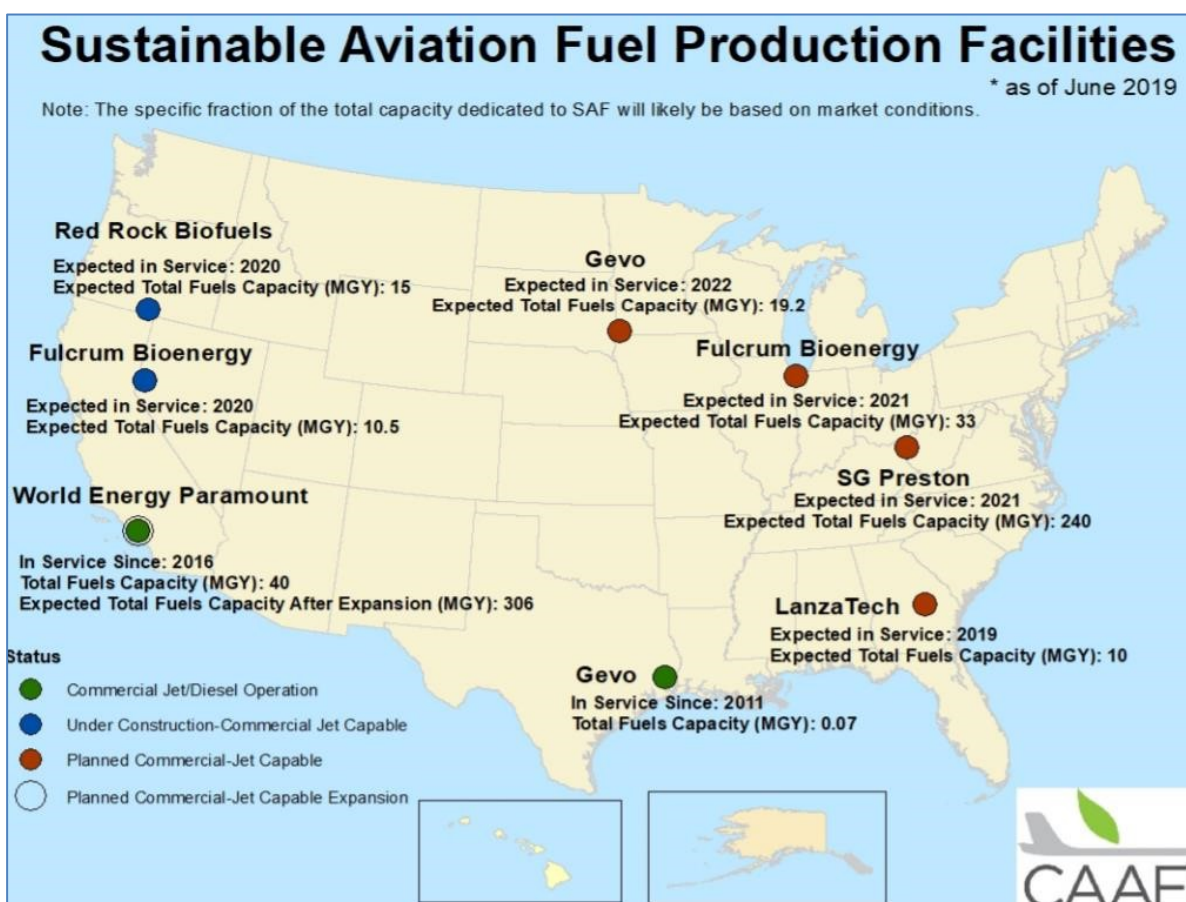 Sustainable Aviation Fuel Production Facilities
* as of June 2019
Note: The specific fraction of the total capacity dedicated to SAF will likely be based on market conditions.
Red Rock Biofuels
Expected in Service: 2020
Expected Total Fuels Capacity (MGY): 15
Gevo
Expected in Service: 2022
Expected Total Fuels Capacity (MGY): 19.2
Fulcrum Bioenergy
Expected in Service: 2020
Expected Total Fuels Capacity (MGY): 10.5
Fulcrum Bioenergy
Expected in Service: 2021
Expected Total Fuels Capacity (MGY): 33
SG Preston
Expected in Service: 2021
Expected Total Fuels Capacity (MGY): 240
World Energy Paramount
In Service Since: 2016
Total Fuels Capacity (MGY): 40
Expected Total Fuels Capacity After Expansion (MGY): 306
LanzaTech
Expected in Service: 2019
Expected Total Fuels Capacity (MGY): 10
Gevo
In Service Since: 2011
Total Fuels Capacity (MGY): 0.07
Status
Commercial Jet/Diesel Operation
Under Construction-Commercial Jet Capable
Planned Commercial-Jet Capable
Planned Commercial-Jet Capable Expansion
CAAF